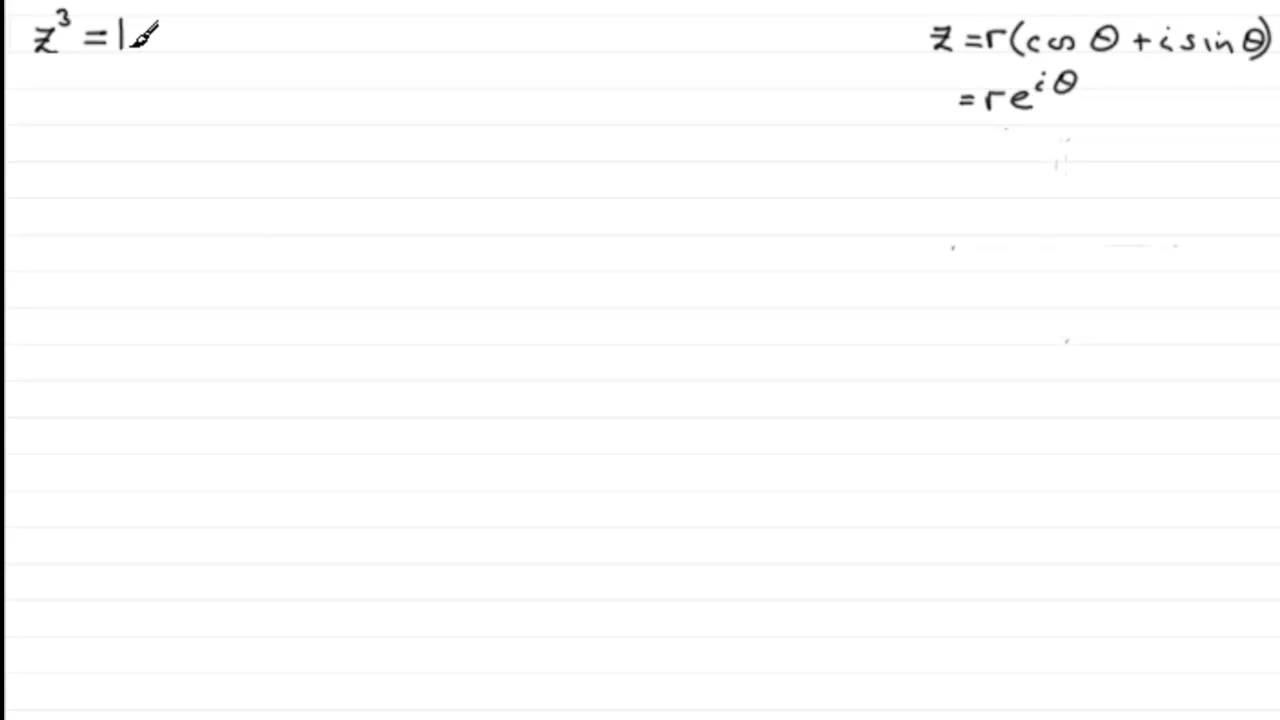 z³ = 1
z = r(cos θ + i sin θ)
= re^{iθ}